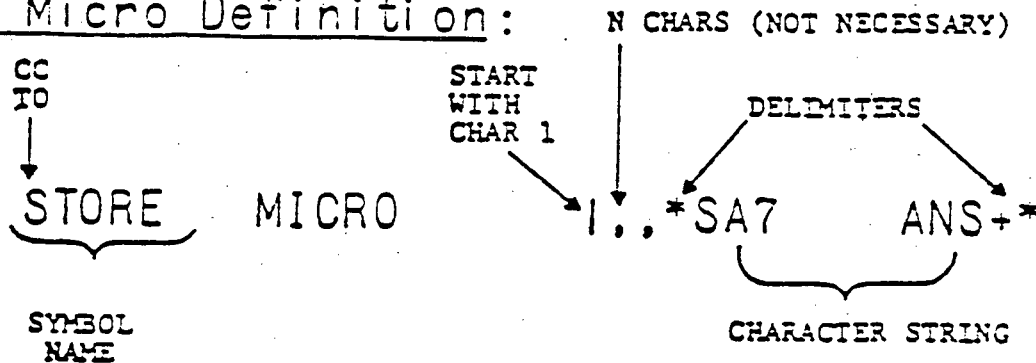 Micro Definition:
N CHARS (NOT NECESSARY)
CC
TO
START
WITH
CHAR 1
DELIMITERS
STORE MICRO 1,,*SA7 ANS+*
SYMBOL
NAME
CHARACTER STRING